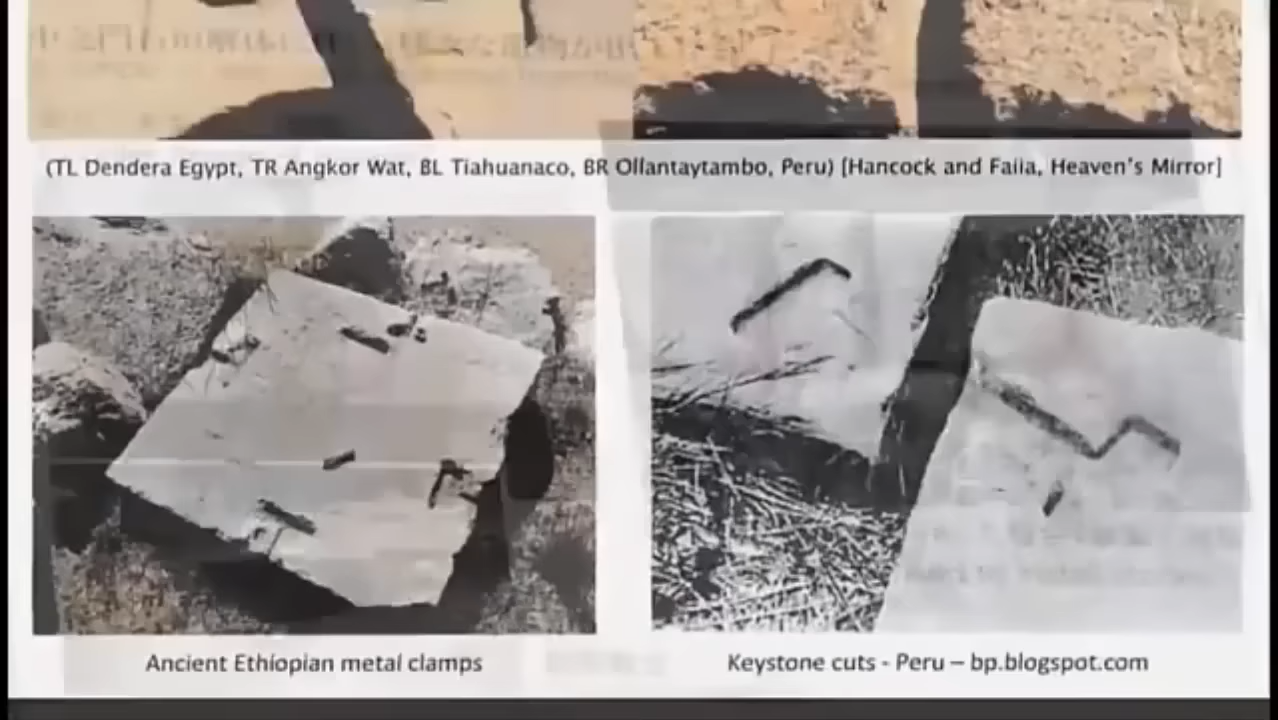 (TL Dendera Egypt, TR Angkor Wat, BL Tiahuanaco, BR Ollantaytambo, Peru) [Hancock and Faiia, Heaven's Mirror]
Ancient Ethiopian metal clamps
Keystone cuts - Peru – bp.blogspot.com